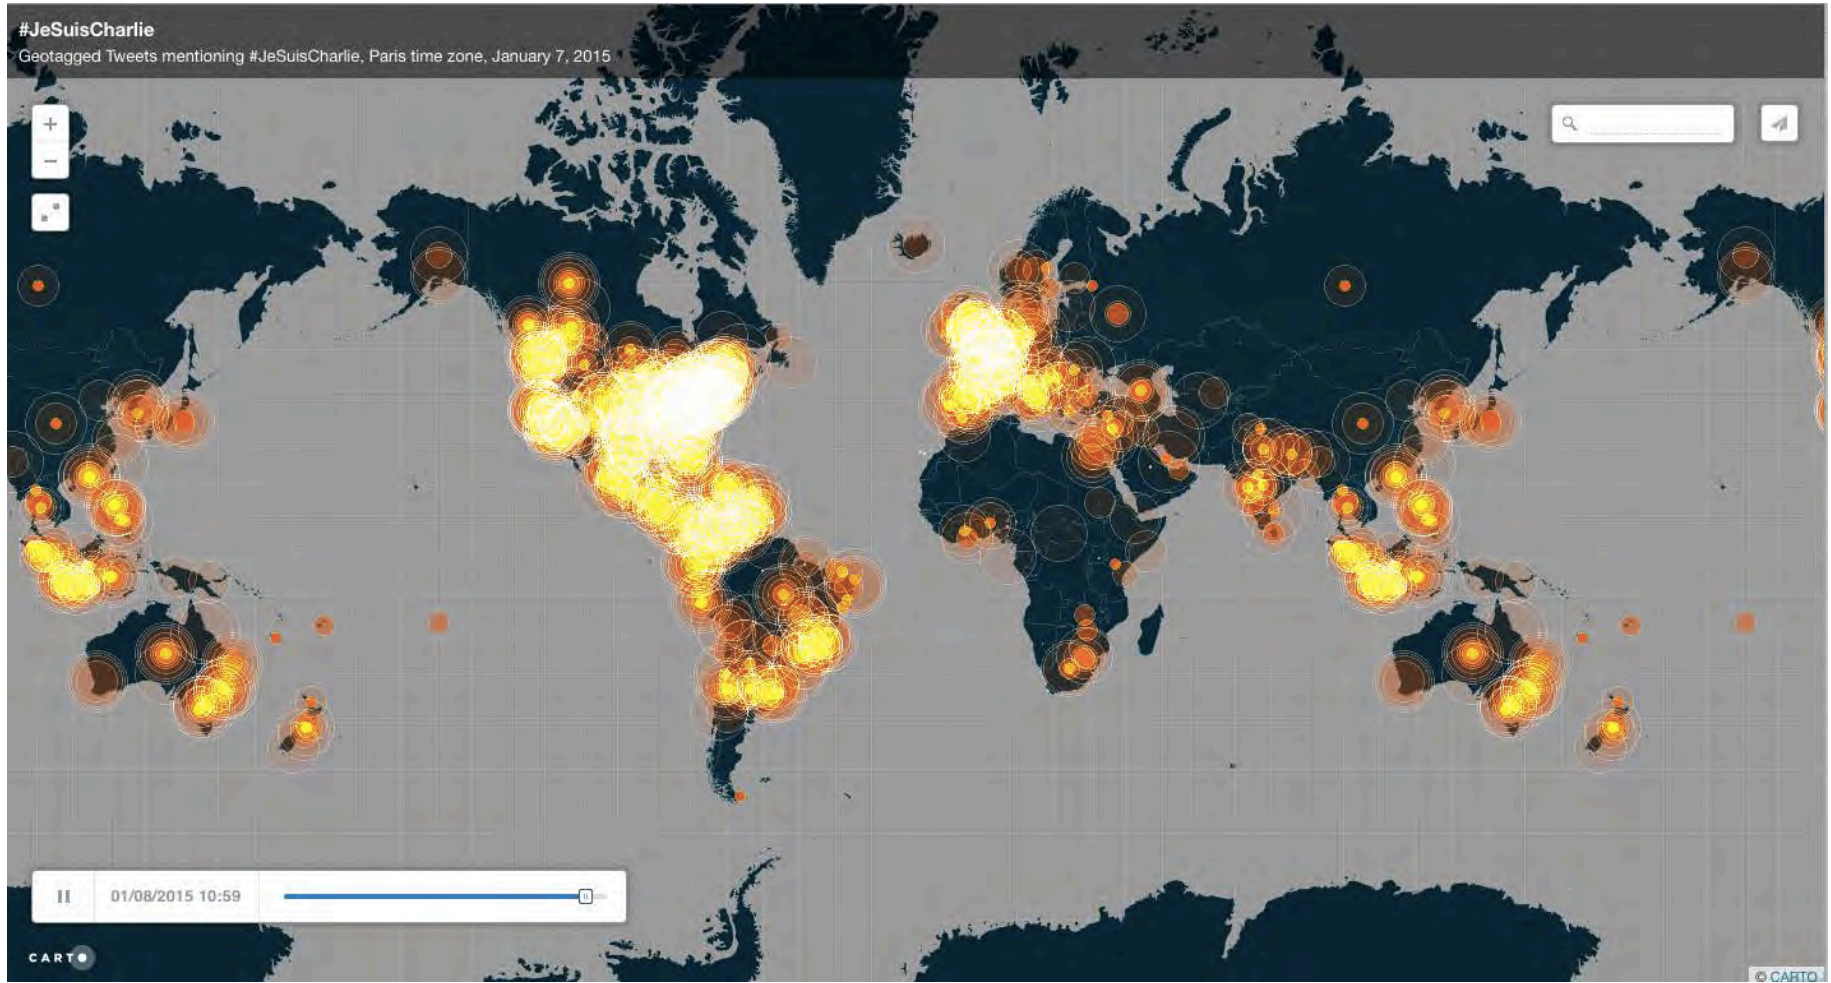 #JeSuisCharlie
Geotagged Tweets mentioning #JeSuisCharlie, Paris time zone, January 7, 2015
+
−
01/08/2015 10:59
CARTO
© CARTO